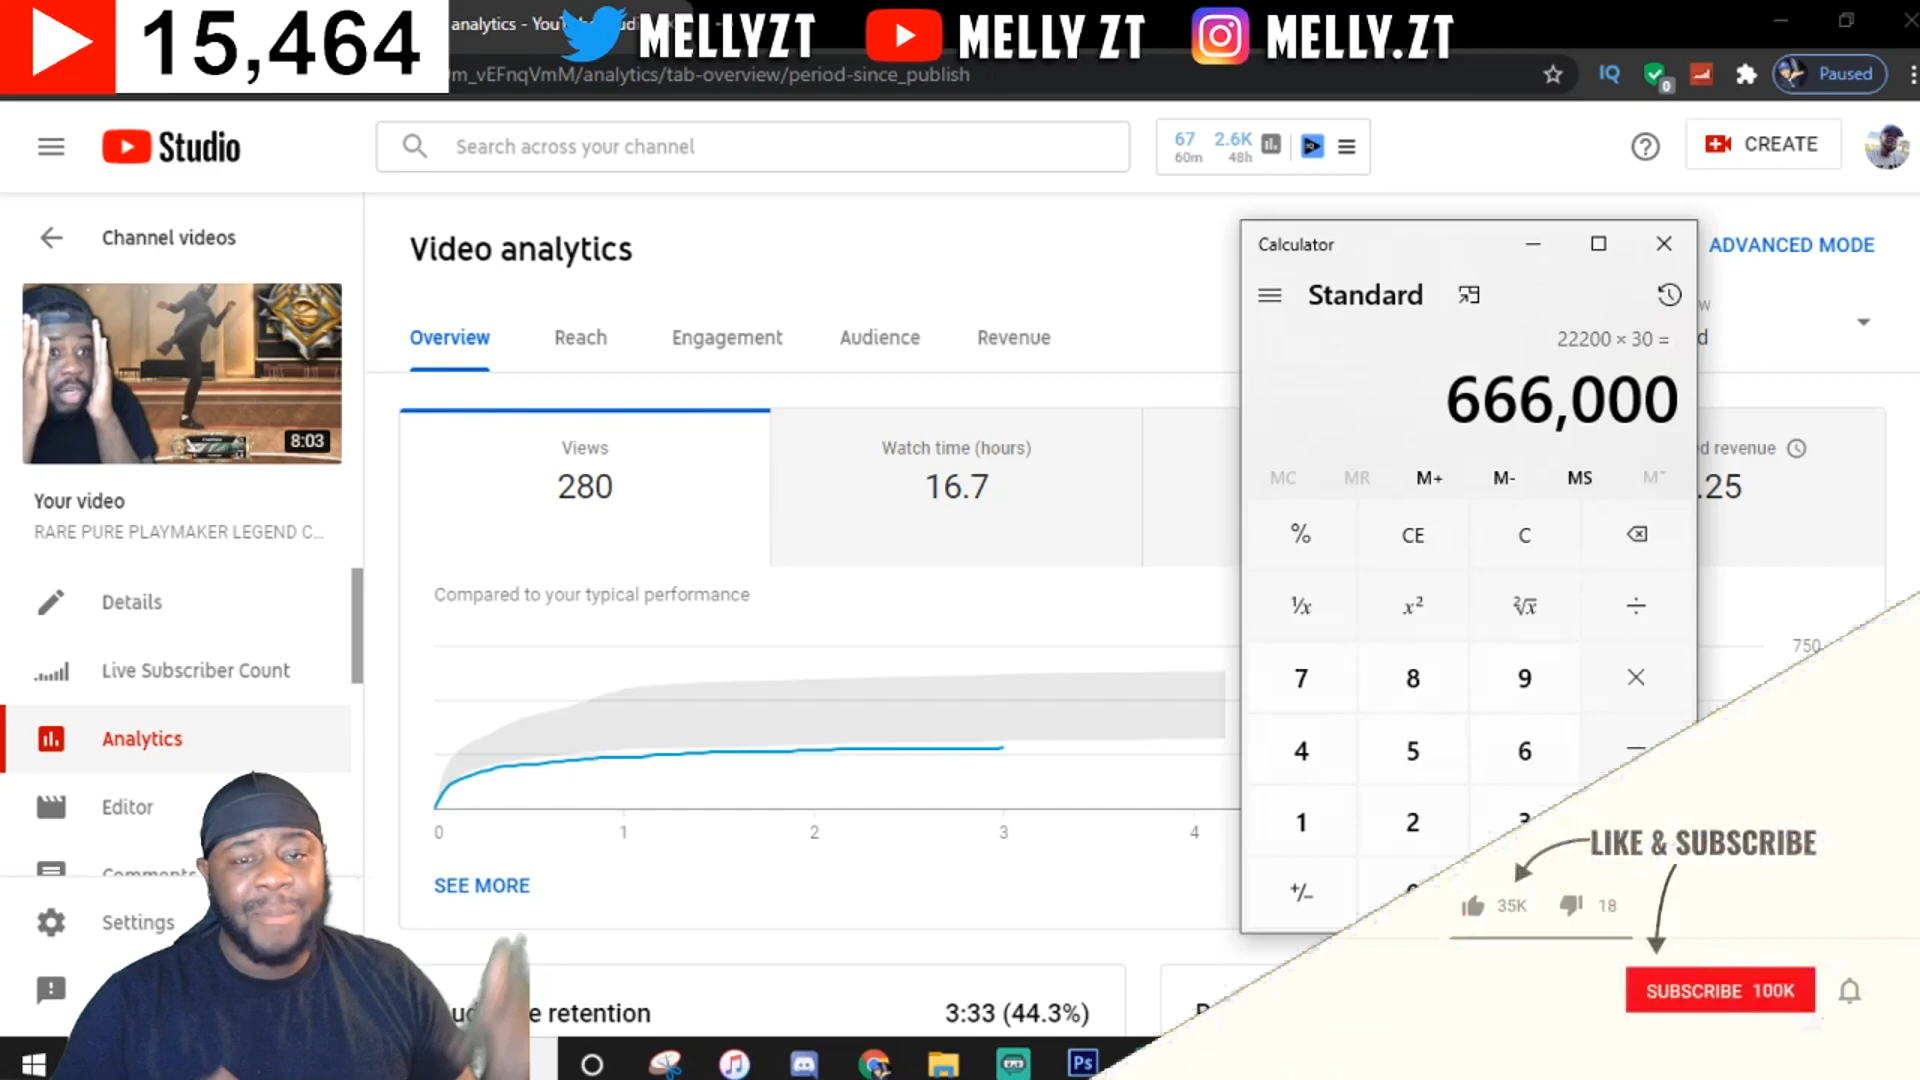 15,464
MELLYZT
MELLY ZT
MELLY.ZT
analytics - You
m_vEFnqVmM/analytics/tab-overview/period-since_publish
IQ
0
Paused
Studio
Search across your channel
67
60m
2.6K
48h
CREATE
Channel videos
Video analytics
ADVANCED MODE
Overview
Reach
Engagement
Audience
Revenue
8:03
Your video
RARE PURE PLAYMAKER LEGEND C...
Details
Live Subscriber Count
Analytics
Editor
Comments
Settings
Views
280
Watch time (hours)
16.7
d revenue
.25
Compared to your typical performance
750
0
1
2
3
4
SEE MORE
e retention
3:33 (44.3%)
Calculator
Standard
22200 × 30 =
666,000
MC
MR
M+
M-
MS
M˅
%
CE
C
⅟x
x²
²√x
÷
7
8
9
×
4
5
6
−
1
2
3
+/−
LIKE & SUBSCRIBE
35K
18
SUBSCRIBE 100K
Ps